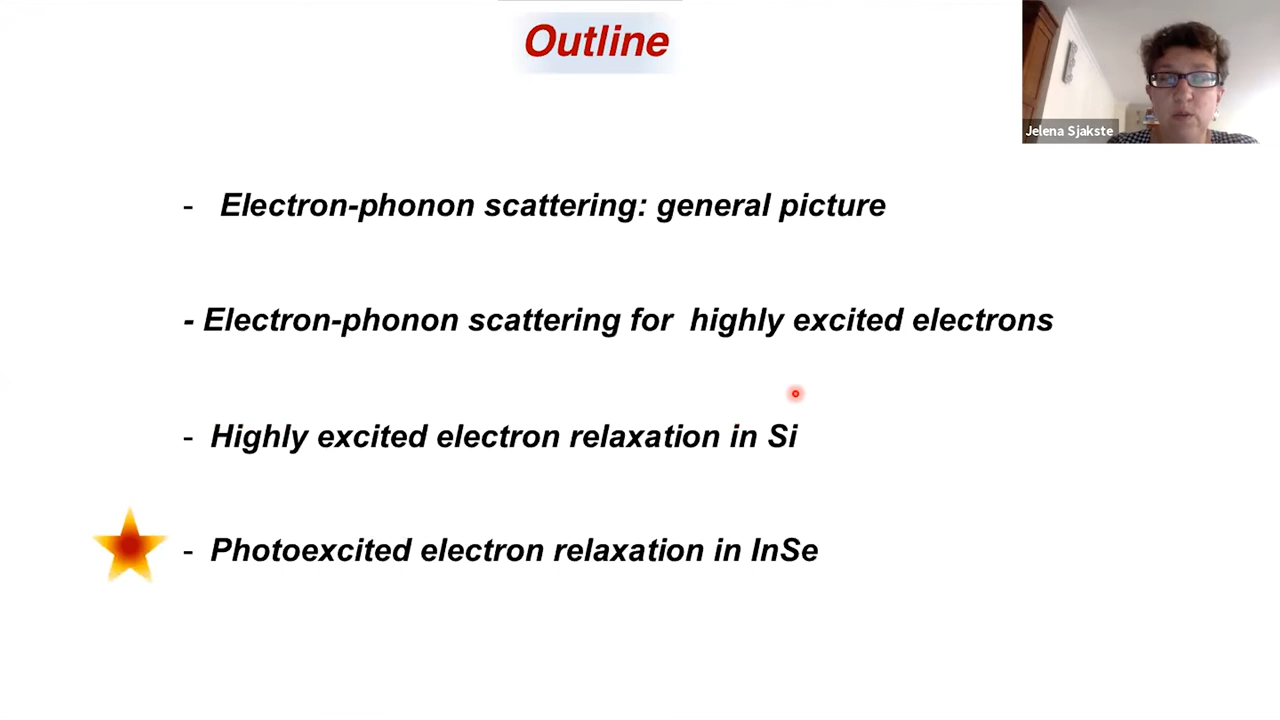 Outline
Jelena Sjakste
- Electron-phonon scattering: general picture
- Electron-phonon scattering for highly excited electrons
- Highly excited electron relaxation in Si
- Photoexcited electron relaxation in InSe